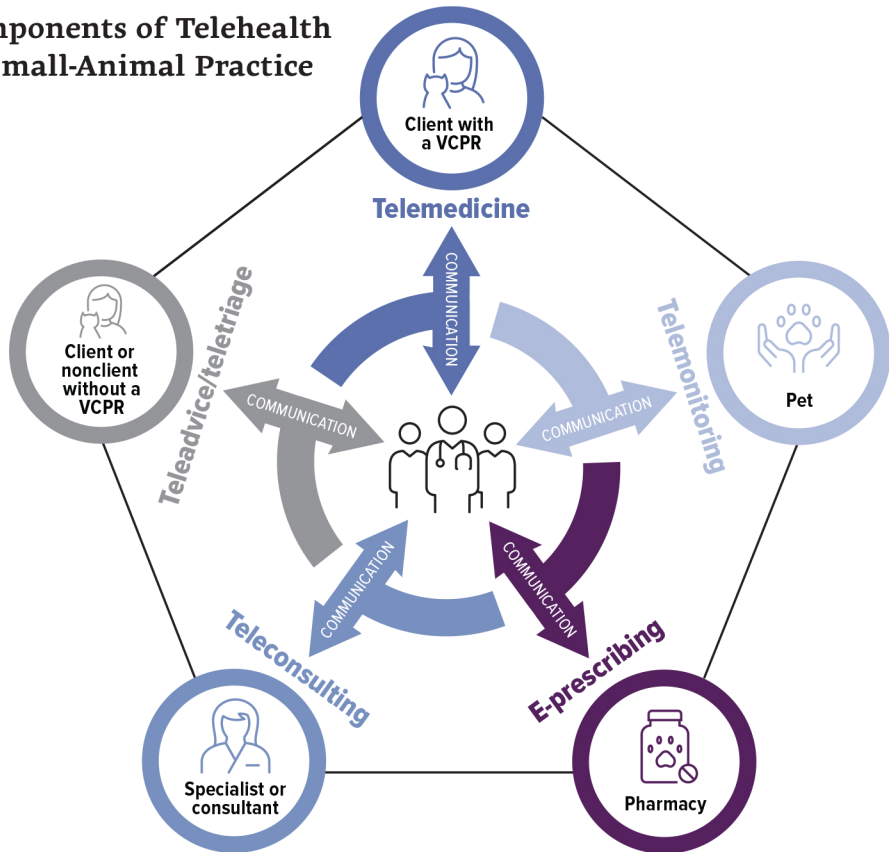 mponents of Telehealth
mall-Animal Practice
Client with
a VCPR
Telemedicine
COMMUNICATION
Client or
nonclient
without a
VCPR
Teleadvice/teletriage
COMMUNICATION
Telemonitoring
COMMUNICATION
Pet
COMMUNICATION
Teleconsulting
Specialist or
consultant
COMMUNICATION
E-prescribing
Pharmacy